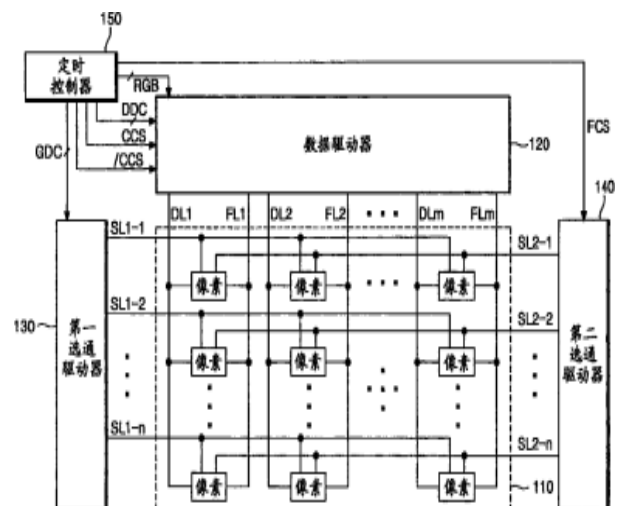 150
定时
控制器
RGB
DDC
CCS
/CCS
GDC
数据驱动器
120
FCS
140
DL1 FL1 DL2 FL2 DLm FLm
SL1-1
SL2-1
像素 像素 像素
SL1-2
SL2-2
130
第一
选通
驱动器
像素 像素 像素
第二
选通
驱动器
SL1-n
SL2-n
像素 像素 像素
110